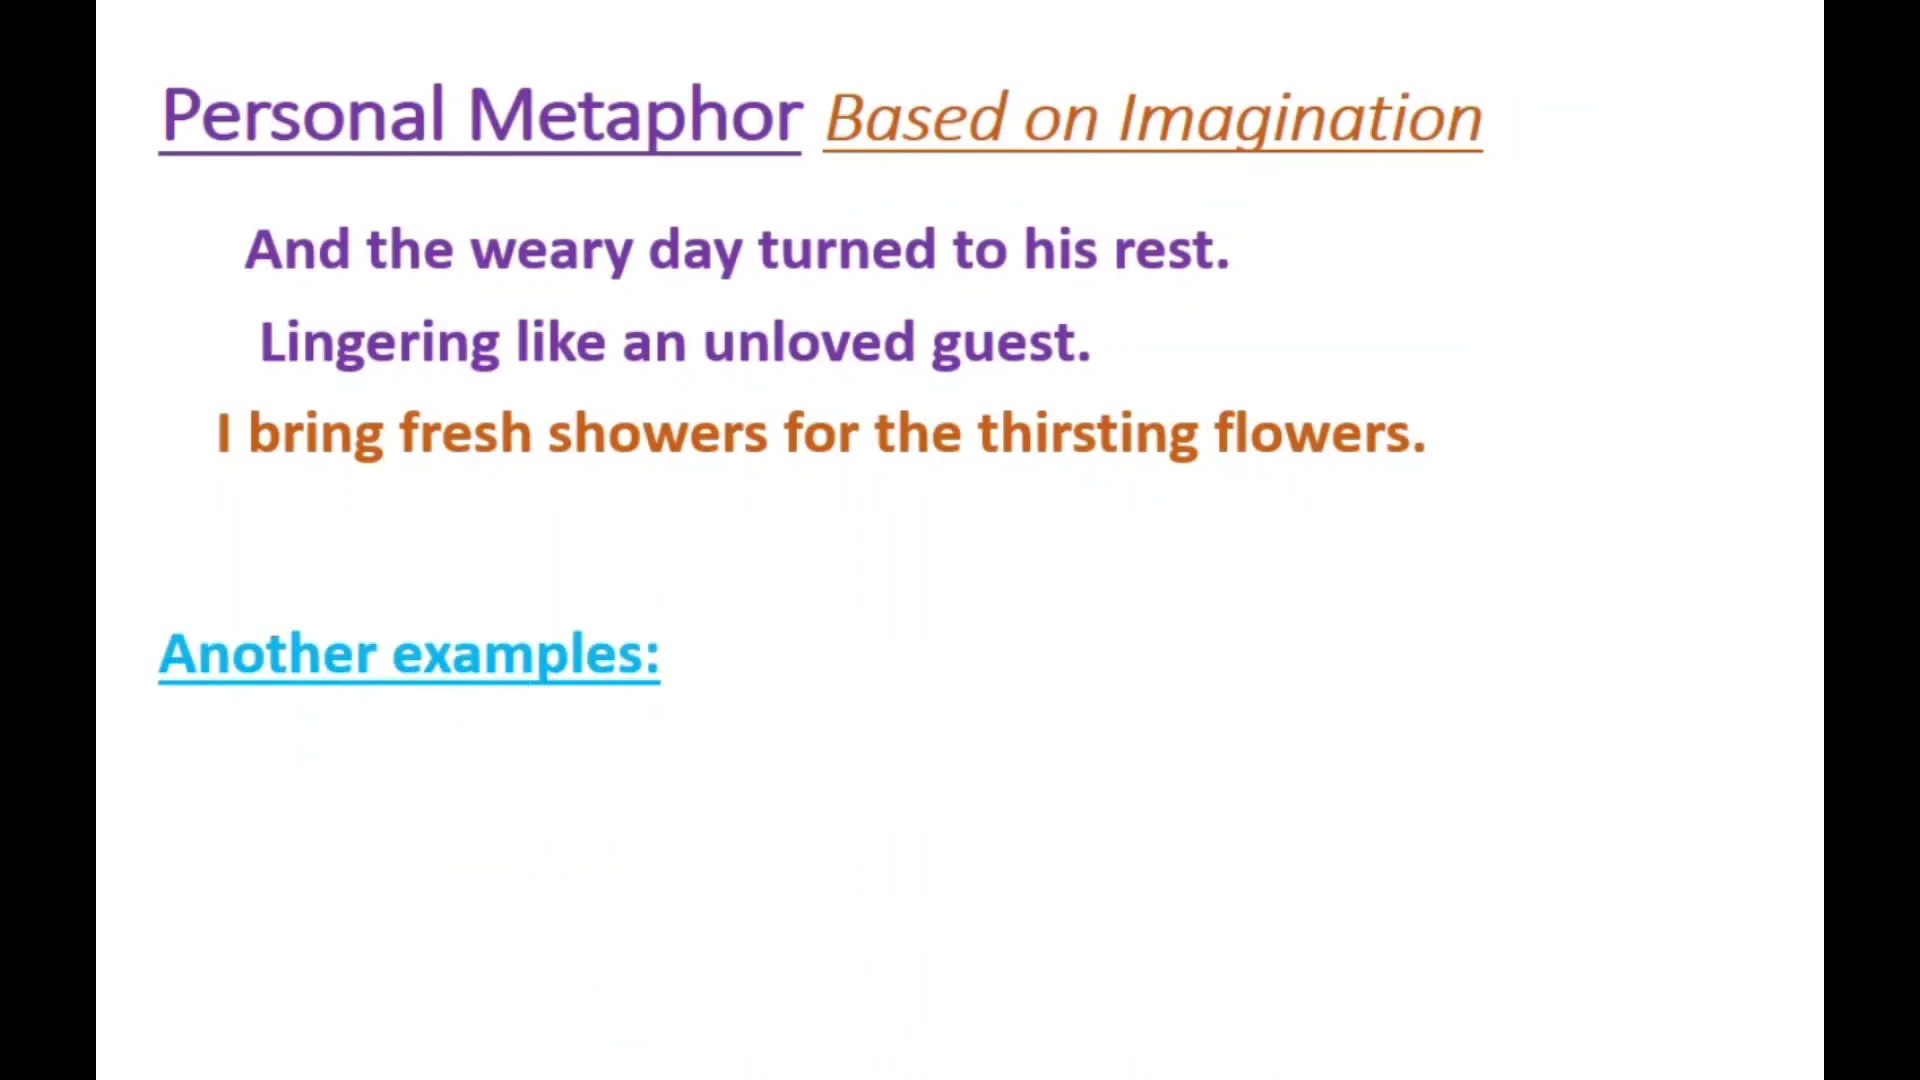 Personal Metaphor Based on Imagination
And the weary day turned to his rest.
Lingering like an unloved guest.
I bring fresh showers for the thirsting flowers.
Another examples: